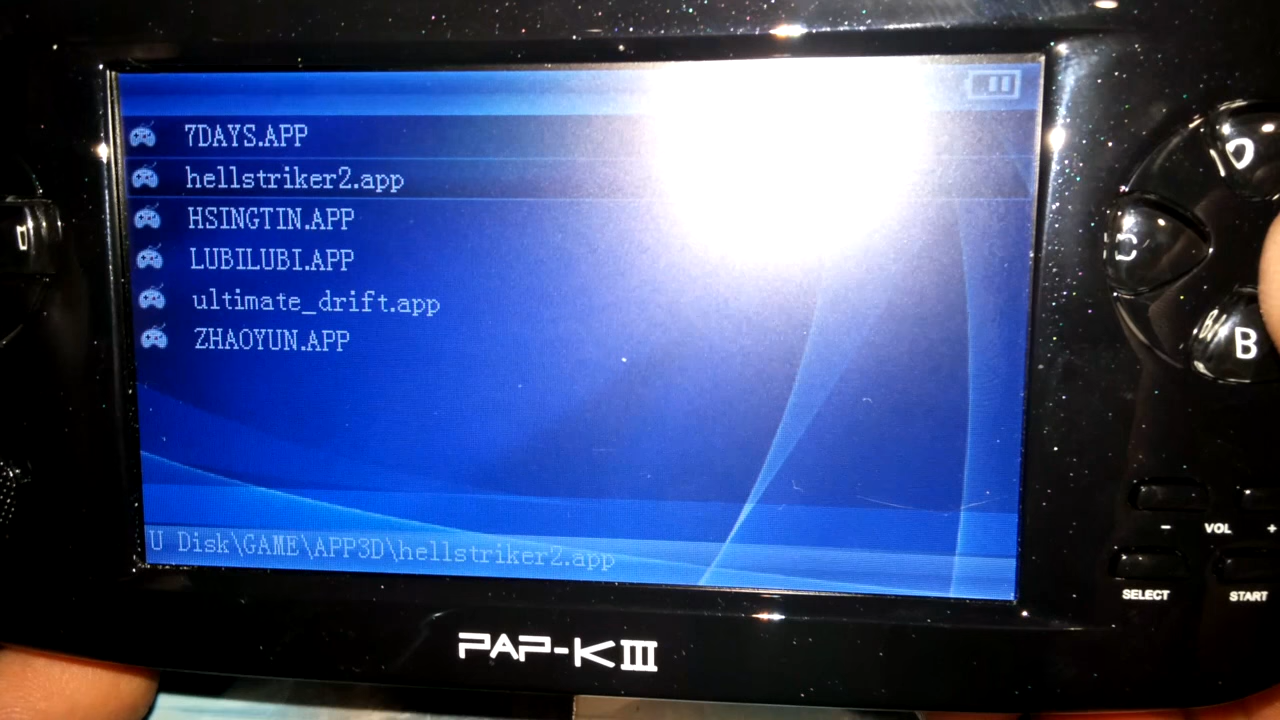 7DAYS.APP
hellstriker2.app
HSINGTIN.APP
LUBILUBI.APP
ultimate_drift.app
ZHAOYUN.APP
U Disk\GAME\APP3D\hellstriker2.app
PAP-KIII
B
- VOL +
SELECT START